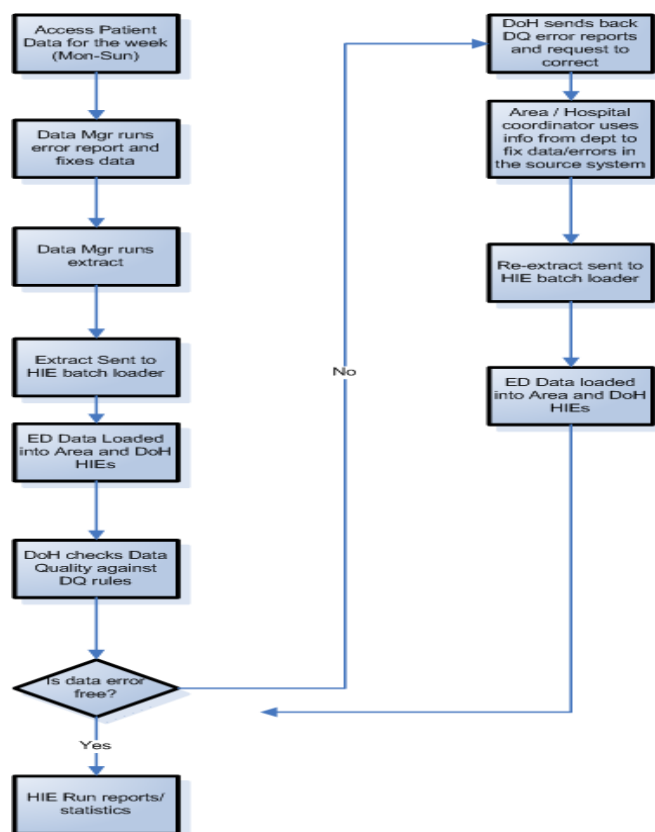 Access Patient
Data for the week
(Mon-Sun)
Data Mgr runs
error report and
fixes data
Data Mgr runs
extract
Extract Sent to
HIE batch loader
ED Data Loaded
into Area and DoH
HIEs
DoH checks Data
Quality against
DQ rules
Is data error
free?
Yes
HIE Run reports/
statistics
No
DoH sends back
DQ error reports
and request to
correct
Area / Hospital
coordinator uses
info from dept to
fix data/errors in
the source system
Re-extract sent to
HIE batch loader
ED Data loaded
into Area and DoH
HIEs